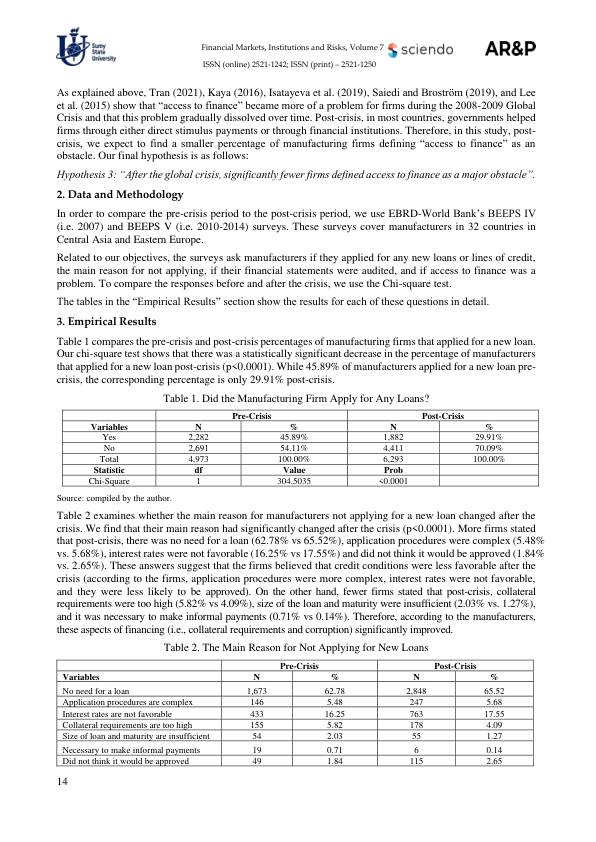 Sumy
State
University
Financial Markets, Institutions and Risks, Volume 7
sciendo
AR&P
ISSN (online) 2521-1242; ISSN (print) – 2521-1250
As explained above, Tran (2021), Kaya (2016), Isatayeva et al. (2019), Saiedi and Broström (2019), and Lee
et al. (2015) show that “access to finance” became more of a problem for firms during the 2008-2009 Global
Crisis and that this problem gradually dissolved over time. Post-crisis, in most countries, governments helped
firms through either direct stimulus payments or through financial institutions. Therefore, in this study, post-
crisis, we expect to find a smaller percentage of manufacturing firms defining “access to finance” as an
obstacle. Our final hypothesis is as follows:
Hypothesis 3: “After the global crisis, significantly fewer firms defined access to finance as a major obstacle”.
2. Data and Methodology
In order to compare the pre-crisis period to the post-crisis period, we use EBRD-World Bank’s BEEPS IV
(i.e. 2007) and BEEPS V (i.e. 2010-2014) surveys. These surveys cover manufacturers in 32 countries in
Central Asia and Eastern Europe.
Related to our objectives, the surveys ask manufacturers if they applied for any new loans or lines of credit,
the main reason for not applying, if their financial statements were audited, and if access to finance was a
problem. To compare the responses before and after the crisis, we use the Chi-square test.
The tables in the “Empirical Results” section show the results for each of these questions in detail.
3. Empirical Results
Table 1 compares the pre-crisis and post-crisis percentages of manufacturing firms that applied for a new loan.
Our chi-square test shows that there was a statistically significant decrease in the percentage of manufacturers
that applied for a new loan post-crisis (p<0.0001). While 45.89% of manufacturers applied for a new loan pre-
crisis, the corresponding percentage is only 29.91% post-crisis.
Table 1. Did the Manufacturing Firm Apply for Any Loans?
Pre-Crisis Post-Crisis
Variables N % N %
Yes 2,282 45.89% 1,882 29.91%
No 2,691 54.11% 4,411 70.09%
Total 4,973 100.00% 6,293 100.00%
Statistic df Value Prob
Chi-Square 1 304.5035 <0.0001
Source: compiled by the author.
Table 2 examines whether the main reason for manufacturers not applying for a new loan changed after the
crisis. We find that their main reason had significantly changed after the crisis (p<0.0001). More firms stated
that post-crisis, there was no need for a loan (62.78% vs 65.52%), application procedures were complex (5.48%
vs. 5.68%), interest rates were not favorable (16.25% vs 17.55%) and did not think it would be approved (1.84%
vs. 2.65%). These answers suggest that the firms believed that credit conditions were less favorable after the
crisis (according to the firms, application procedures were more complex, interest rates were not favorable,
and they were less likely to be approved). On the other hand, fewer firms stated that post-crisis, collateral
requirements were too high (5.82% vs 4.09%), size of the loan and maturity were insufficient (2.03% vs. 1.27%),
and it was necessary to make informal payments (0.71% vs 0.14%). Therefore, according to the manufacturers,
these aspects of financing (i.e., collateral requirements and corruption) significantly improved.
Table 2. The Main Reason for Not Applying for New Loans
Pre-Crisis Post-Crisis
Variables N % N %
No need for a loan 1,673 62.78 2,848 65.52
Application procedures are complex 146 5.48 247 5.68
Interest rates are not favorable 433 16.25 763 17.55
Collateral requirements are too high 155 5.82 178 4.09
Size of loan and maturity are insufficient 54 2.03 55 1.27
Necessary to make informal payments 19 0.71 6 0.14
Did not think it would be approved 49 1.84 115 2.65
14